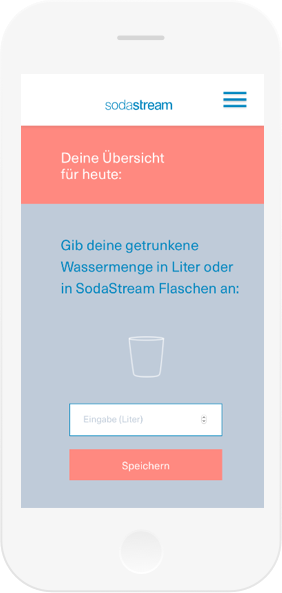 sodastream
Deine Übersicht
für heute:
Gib deine getrunkene
Wassermenge in Liter oder
in SodaStream Flaschen an:
Eingabe (Liter)
Speichern